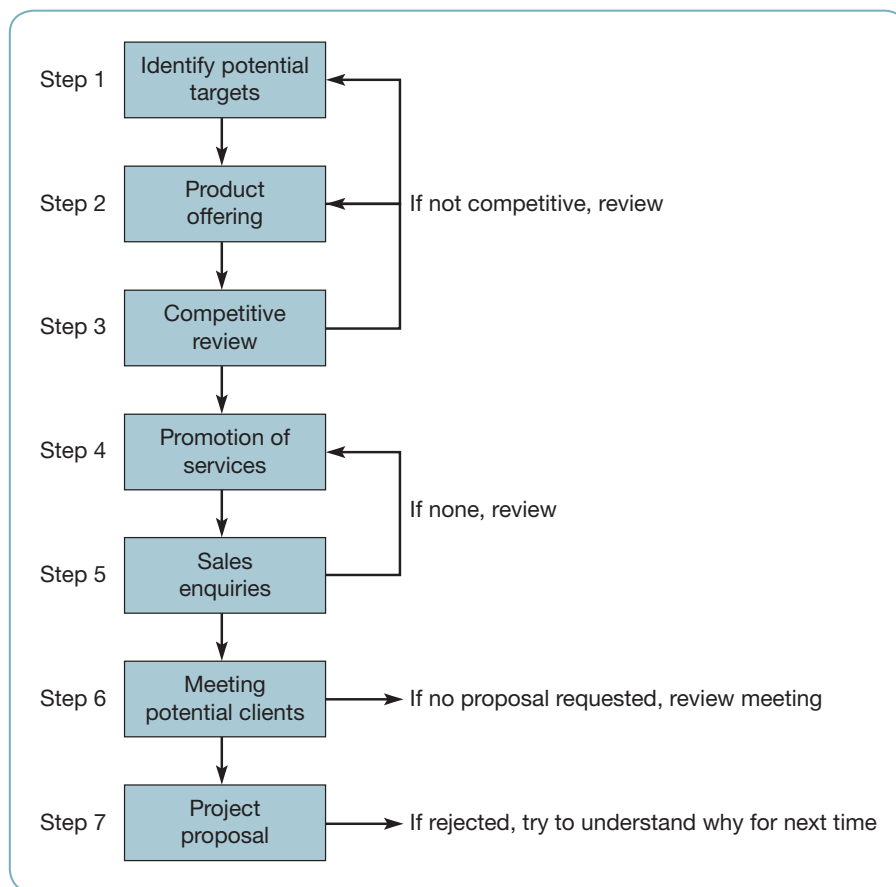 Step 1
Identify potential
targets
Step 2
Product
offering
If not competitive, review
Step 3
Competitive
review
Step 4
Promotion of
services
If none, review
Step 5
Sales
enquiries
Step 6
Meeting
potential clients
If no proposal requested, review meeting
Step 7
Project
proposal
If rejected, try to understand why for next time